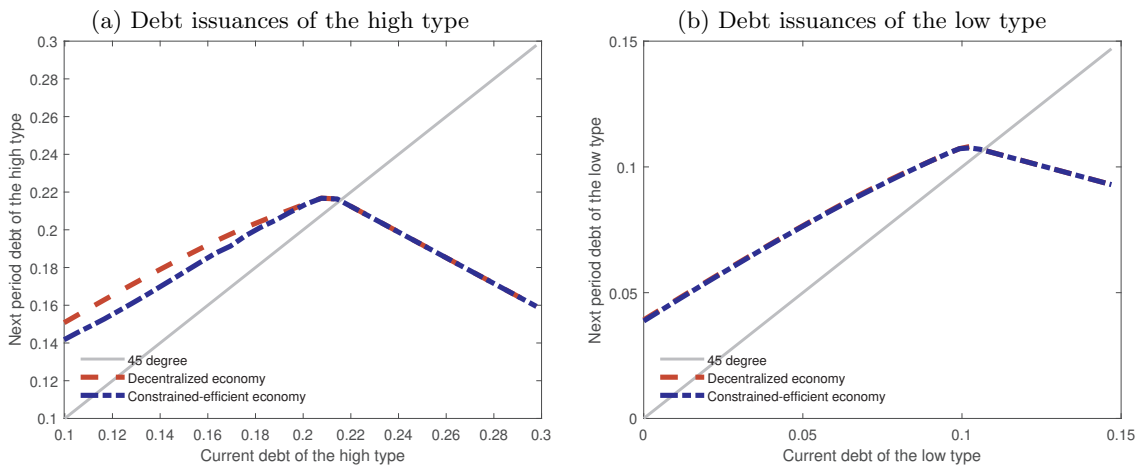 (a) Debt issuances of the high type
0.3
0.28
0.26
0.24
0.22
0.2
0.18
0.16
0.14
0.12
0.1
Next period debt of the high type
45 degree
Decentralized economy
Constrained-efficient economy
0.1 0.12 0.14 0.16 0.18 0.2 0.22 0.24 0.26 0.28 0.3
Current debt of the high type
(b) Debt issuances of the low type
0.15
0.1
0.05
0
Next period debt of the low type
45 degree
Decentralized economy
Constrained-efficient economy
0 0.05 0.1 0.15
Current debt of the low type